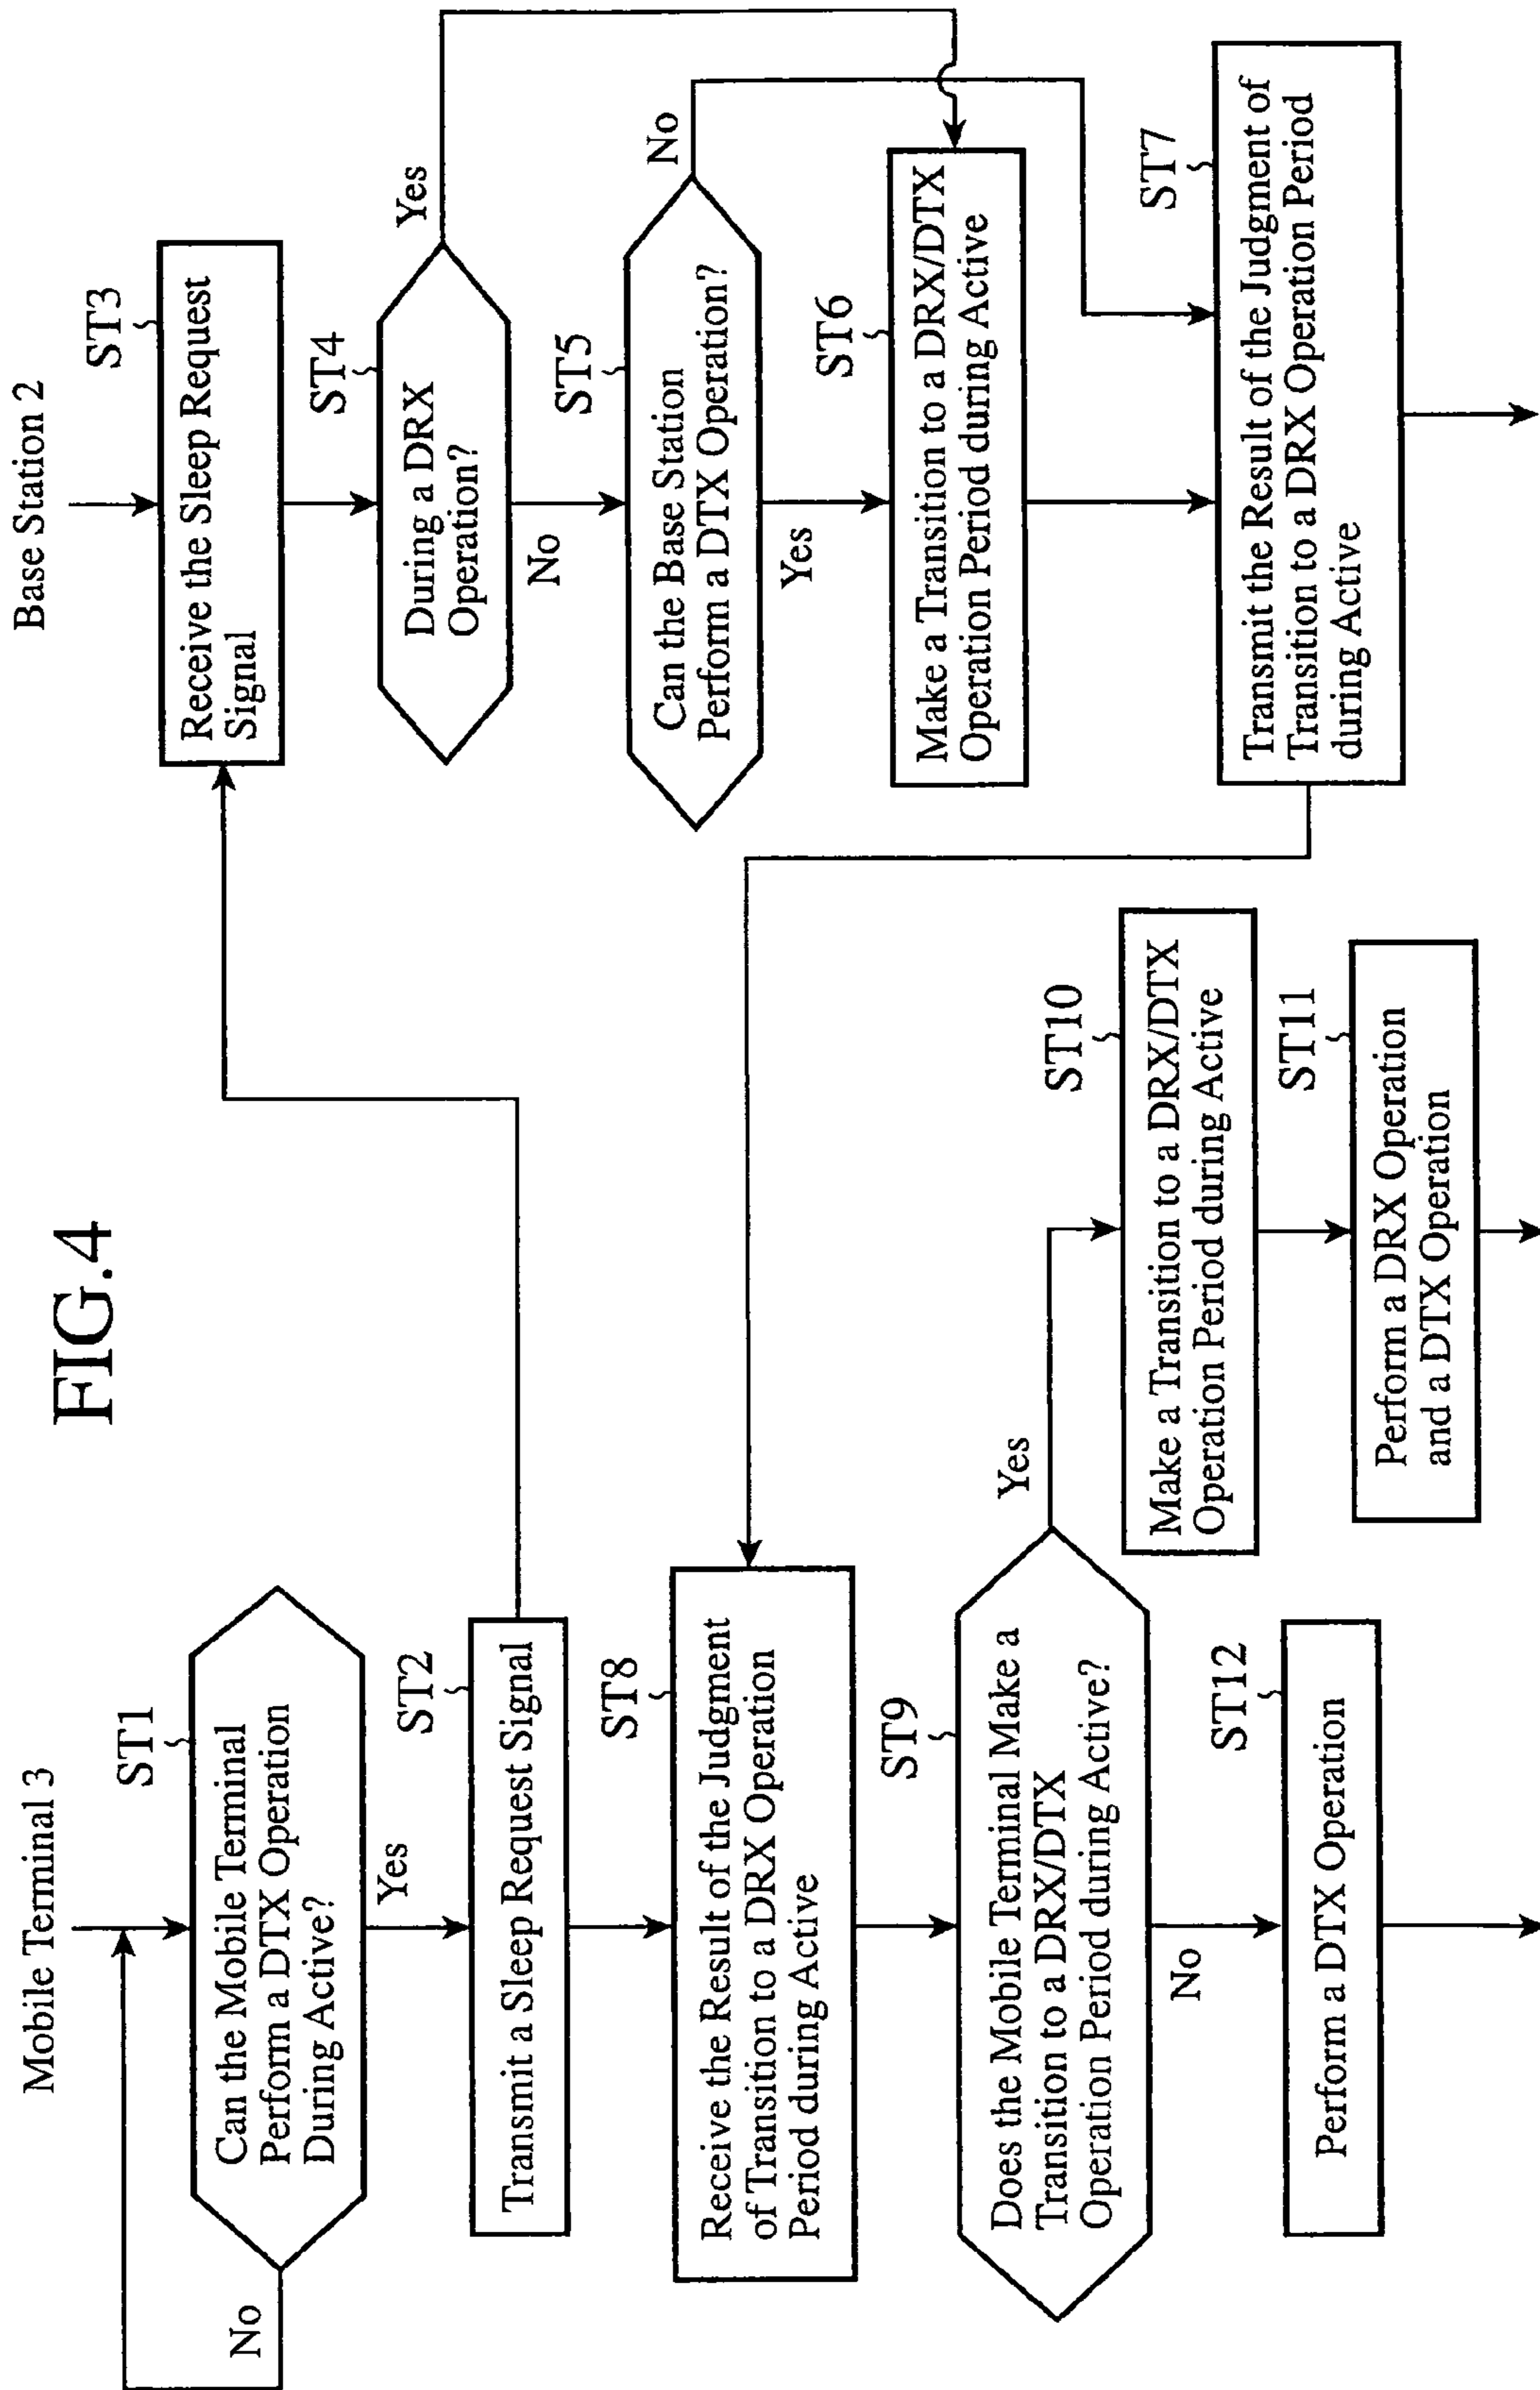 FIG.4
Mobile Terminal 3
ST1
Can the Mobile Terminal
Perform a DTX Operation
During Active?
No
Yes
ST2
Transmit a Sleep Request Signal
ST8
Receive the Result of the Judgment
of Transition to a DRX Operation
Period during Active
ST9
Does the Mobile Terminal Make a
Transition to a DRX/DTX
Operation Period during Active?
Yes
No
ST12
Perform a DTX Operation
ST10
Make a Transition to a DRX/DTX
Operation Period during Active
ST11
Perform a DRX Operation
and a DTX Operation
Base Station 2
ST3
Receive the Sleep Request
Signal
ST4
During a DRX
Operation?
Yes
No
ST5
Can the Base Station
Perform a DTX Operation?
No
Yes
ST6
Make a Transition to a DRX/DTX
Operation Period during Active
ST7
Transmit the Result of the Judgment of
Transition to a DRX Operation Period
during Active